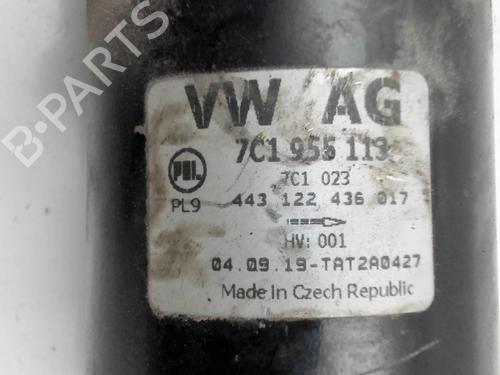 VW AG
7C1 955 113
PAL
7C1 023
PL9
443 122 436 017
HV: 001
04.09.19-TAT2A0427
Made in Czech Republic
B-PARTS